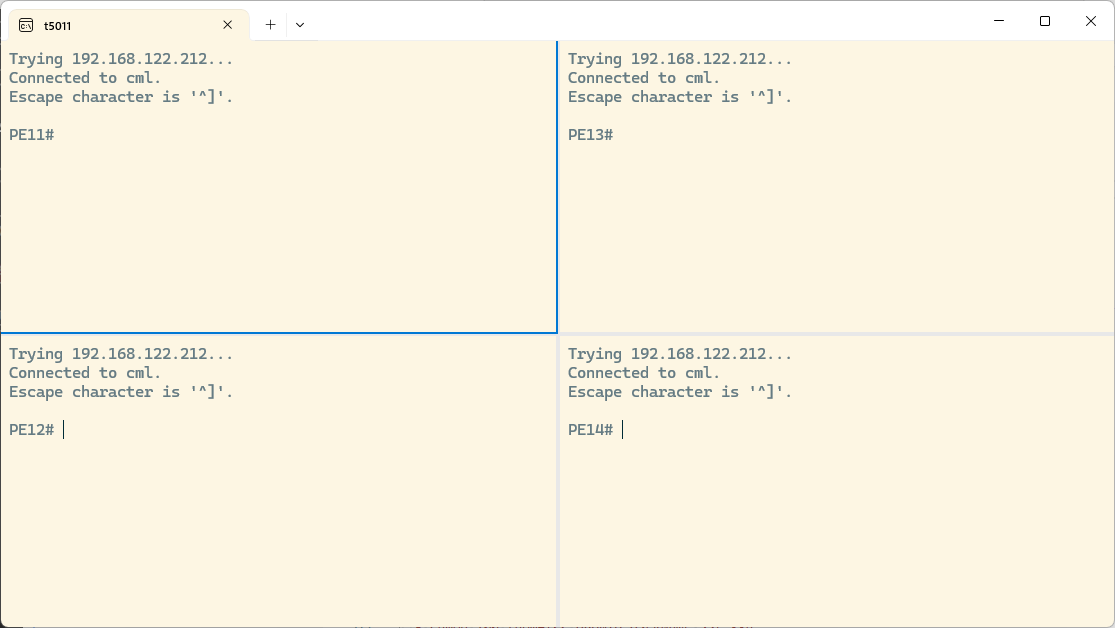 t5011
Trying 192.168.122.212...
Connected to cml.
Escape character is '^]'.
PE11#
Trying 192.168.122.212...
Connected to cml.
Escape character is '^]'.
PE13#
Trying 192.168.122.212...
Connected to cml.
Escape character is '^]'.
PE12#
Trying 192.168.122.212...
Connected to cml.
Escape character is '^]'.
PE14#